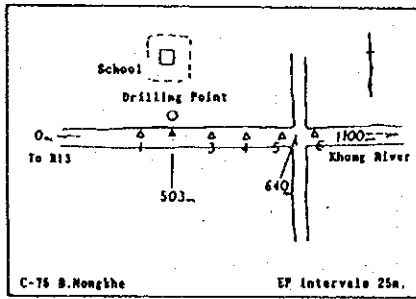 School
Drilling Point
0m 1100m
1 3 4 5 6
To R13 Khong River
503m 640
C-75 B.Nongkhe EP intervals 25m.